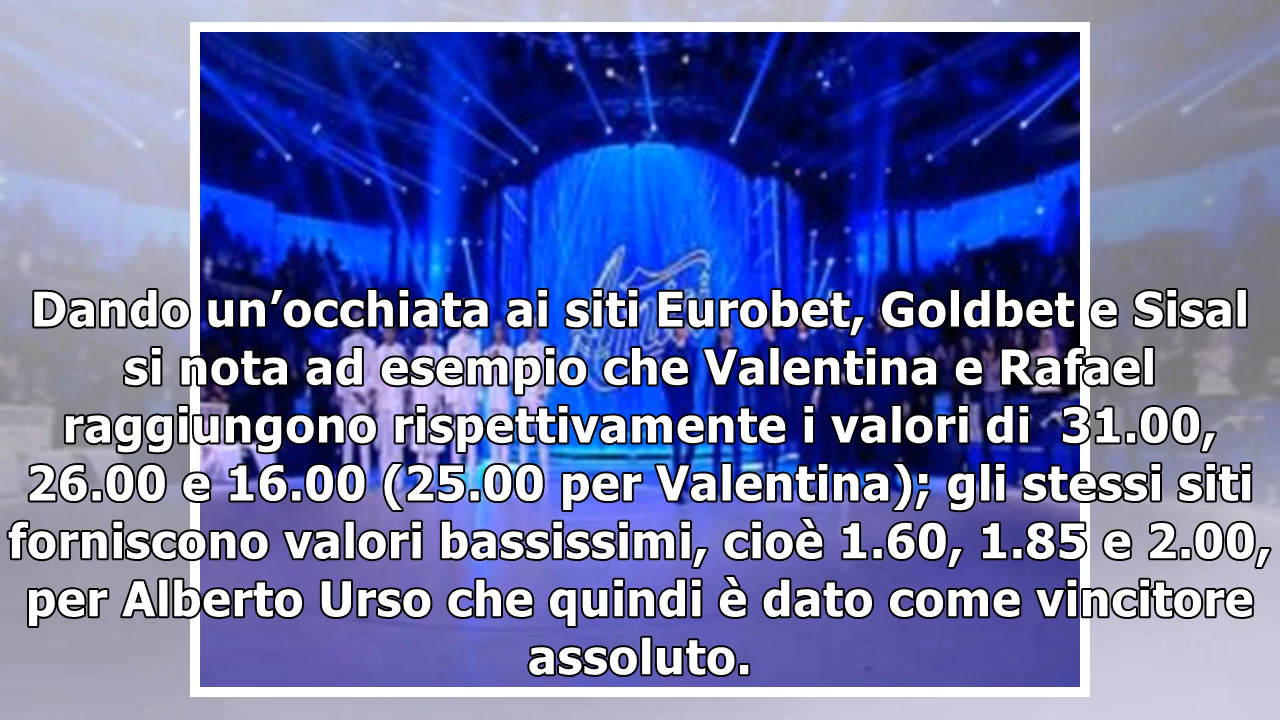 Dando un’occhiata ai siti Eurobet, Goldbet e Sisal
si nota ad esempio che Valentina e Rafael
raggiungono rispettivamente i valori di  31.00,
26.00 e 16.00 (25.00 per Valentina); gli stessi siti
forniscono valori bassissimi, cioè 1.60, 1.85 e 2.00,
per Alberto Urso che quindi è dato come vincitore
assoluto.